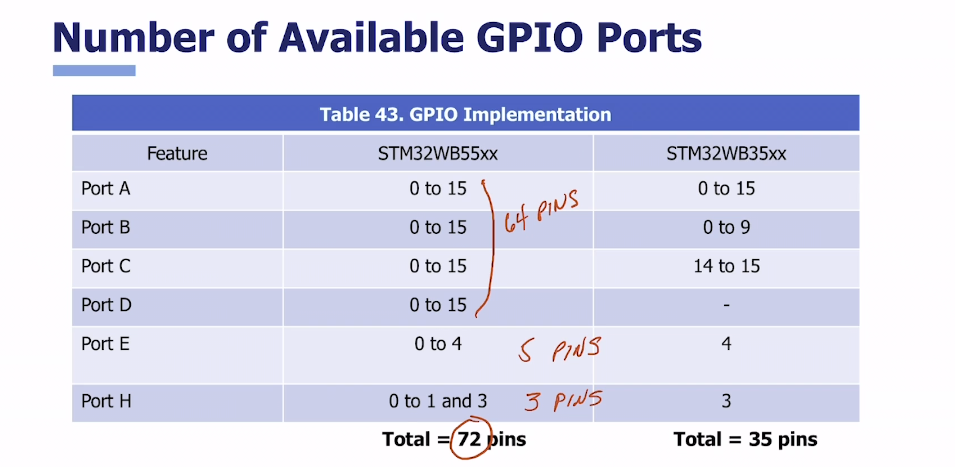 Number of Available GPIO Ports
Table 43. GPIO Implementation
Feature STM32WB55xx STM32WB35xx
Port A 0 to 15 0 to 15
Port B 0 to 15 64 PINS 0 to 9
Port C 0 to 15 14 to 15
Port D 0 to 15 -
Port E 0 to 4 5 PINS 4
Port H 0 to 1 and 3 3 PINS 3
Total = 72 pins Total = 35 pins